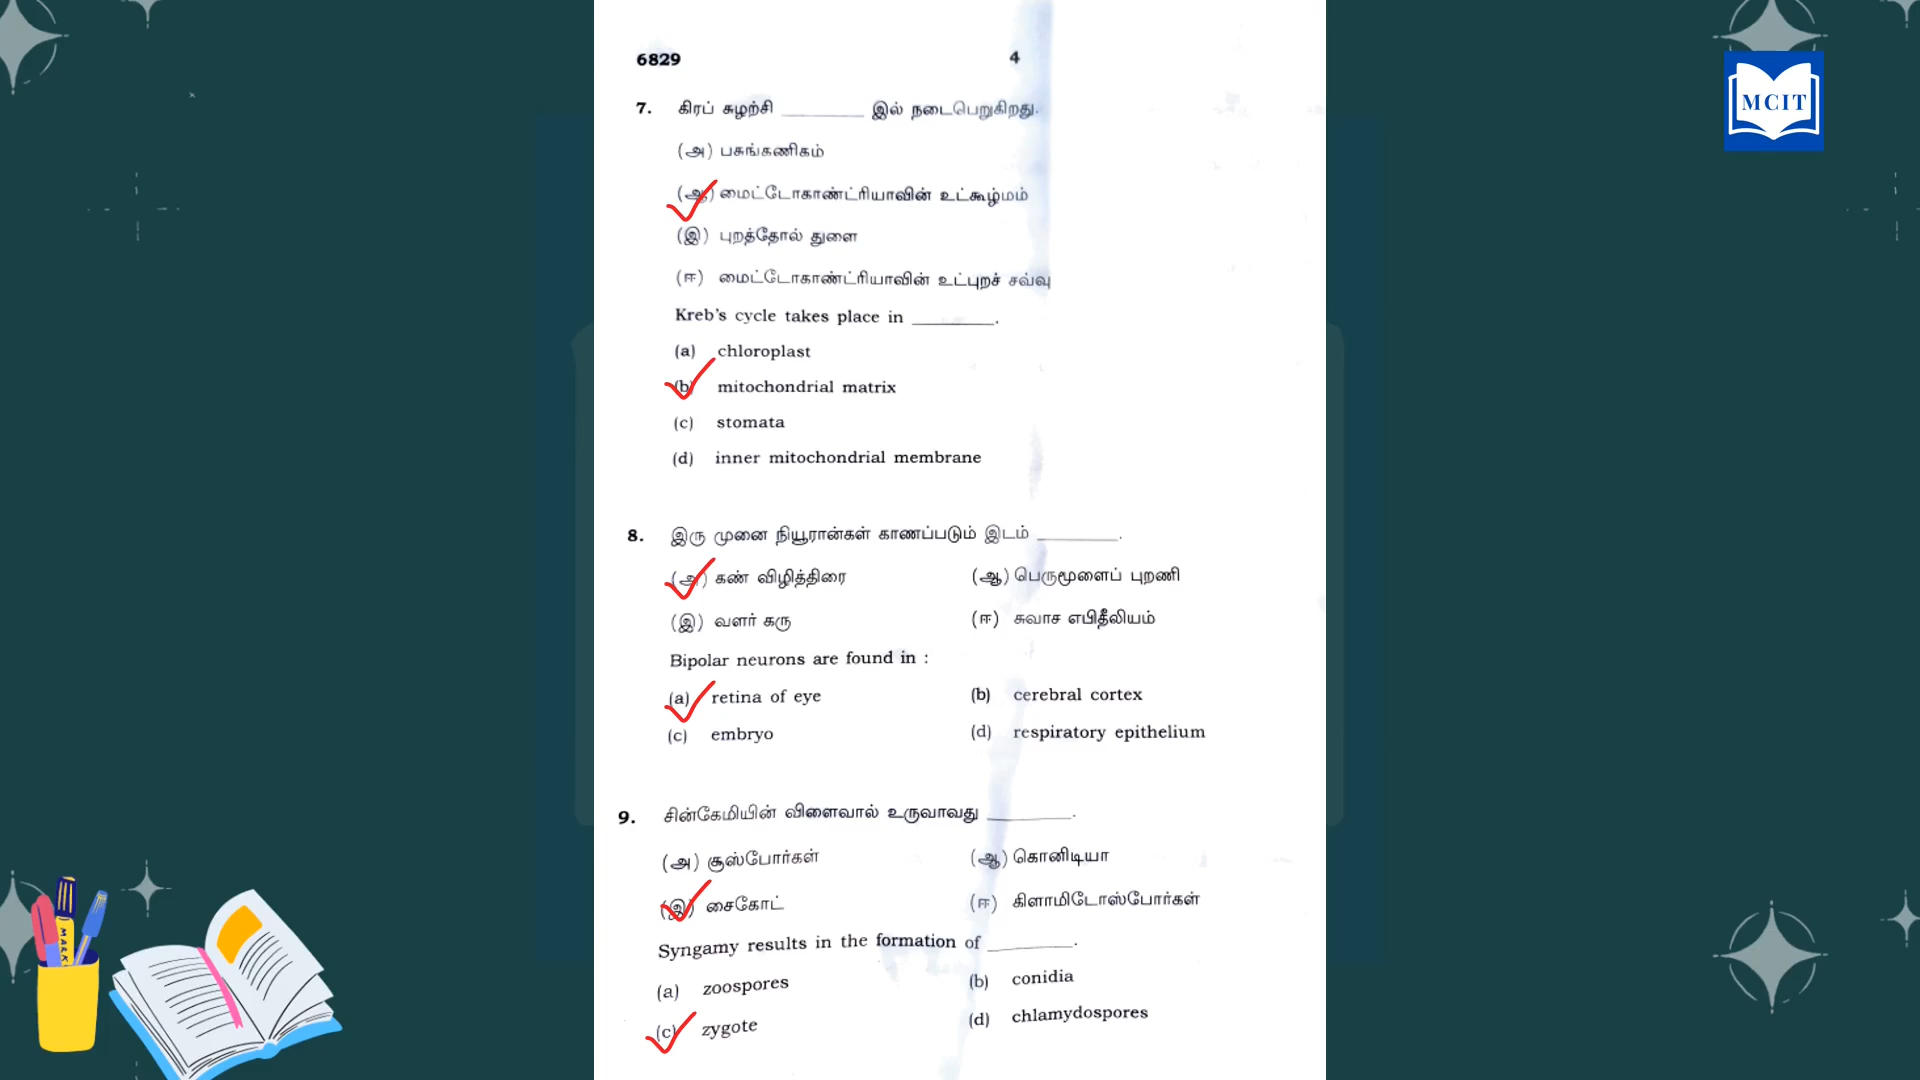 6829 4
MCIT
7. கிரப் சுழற்சி ________ இல் நடைபெறுகிறது.
(அ) பசுங்கணிகம்
(ஆ) மைட்டோகாண்ட்ரியாவின் உட்கூழ்மம்
(இ) புறத்தோல் துளை
(ஈ) மைட்டோகாண்ட்ரியாவின் உட்புறச் சவ்வு
Kreb's cycle takes place in ________.
(a) chloroplast
(b) mitochondrial matrix
(c) stomata
(d) inner mitochondrial membrane
8. இரு முனை நியூரான்கள் காணப்படும் இடம் ________.
(அ) கண் விழித்திரை (ஆ) பெருமூளைப் புறணி
(இ) வளர் கரு (ஈ) சுவாச எபிதீலியம்
Bipolar neurons are found in :
(a) retina of eye (b) cerebral cortex
(c) embryo (d) respiratory epithelium
9. சின்கேமியின் விளைவால் உருவாவது ________.
(அ) சூஸ்போர்கள் (ஆ) கொனிடியா
(இ) சைகோட் (ஈ) கிளாமிடோஸ்போர்கள்
Syngamy results in the formation of ________.
(a) zoospores (b) conidia
(c) zygote (d) chlamydospores
MARK